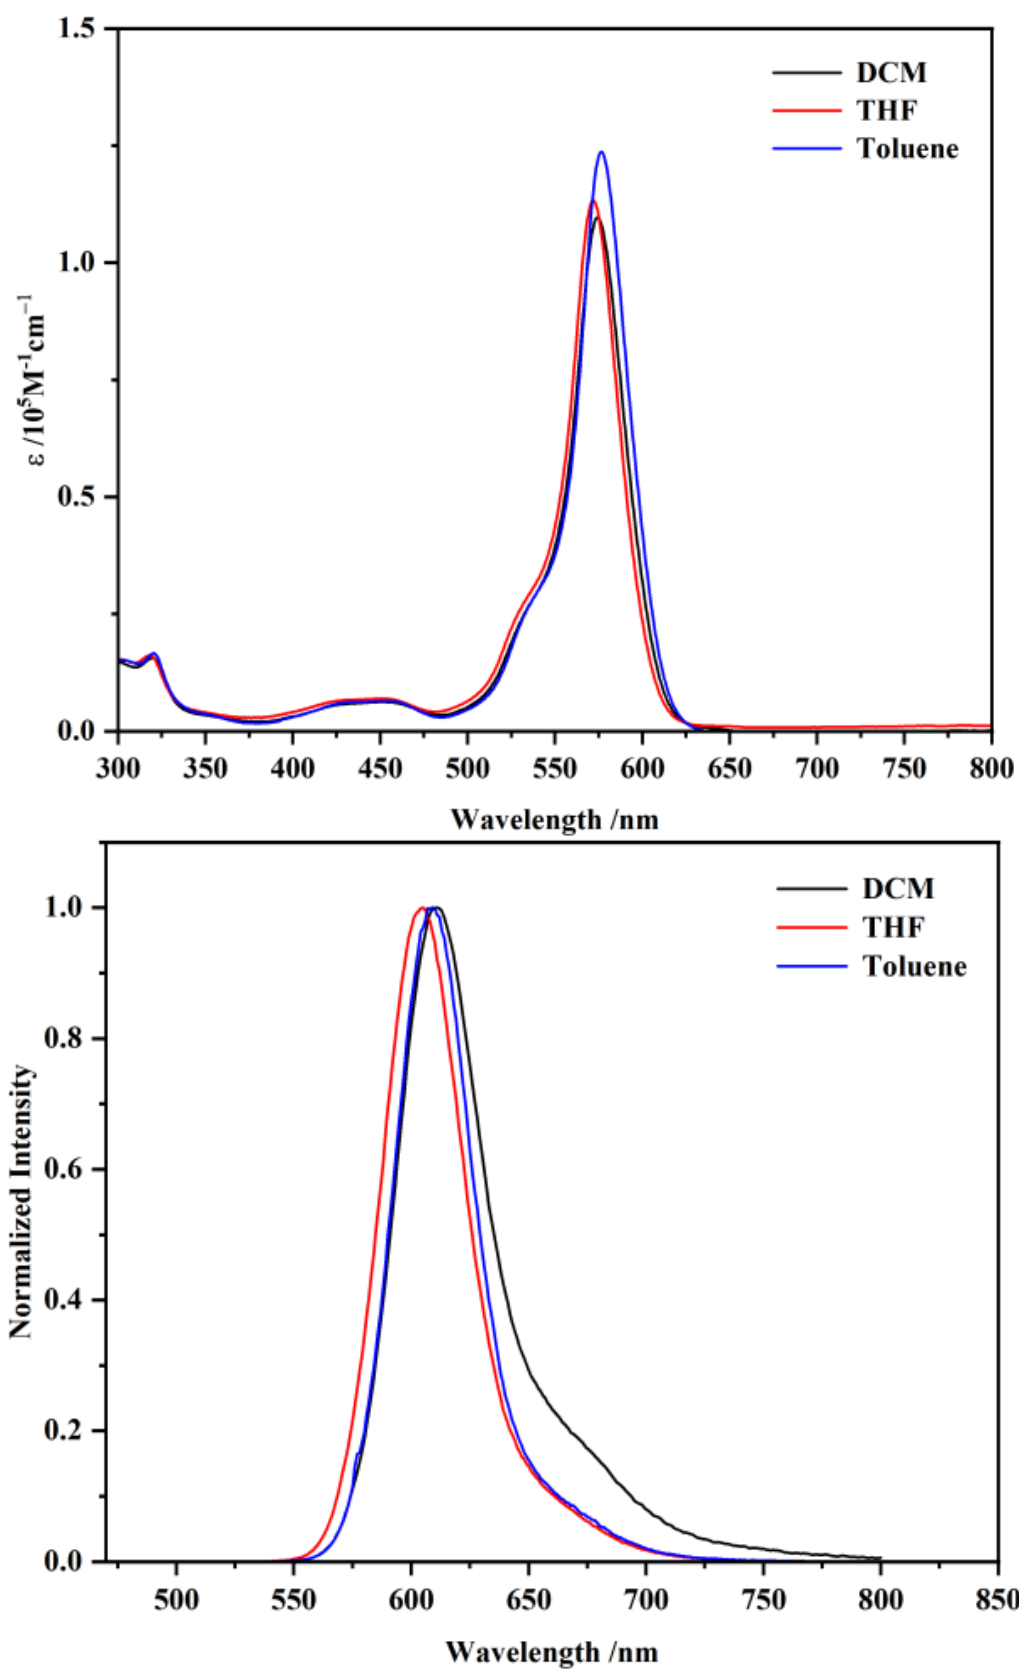 1.5
DCM
THF
Toluene
1.0
ε /10⁵M⁻¹cm⁻¹
0.5
0.0
300 350 400 450 500 550 600 650 700 750 800
Wavelength /nm
DCM
1.0
THF
Toluene
0.8
Normalized Intensity
0.6
0.4
0.2
0.0
500 550 600 650 700 750 800 850
Wavelength /nm